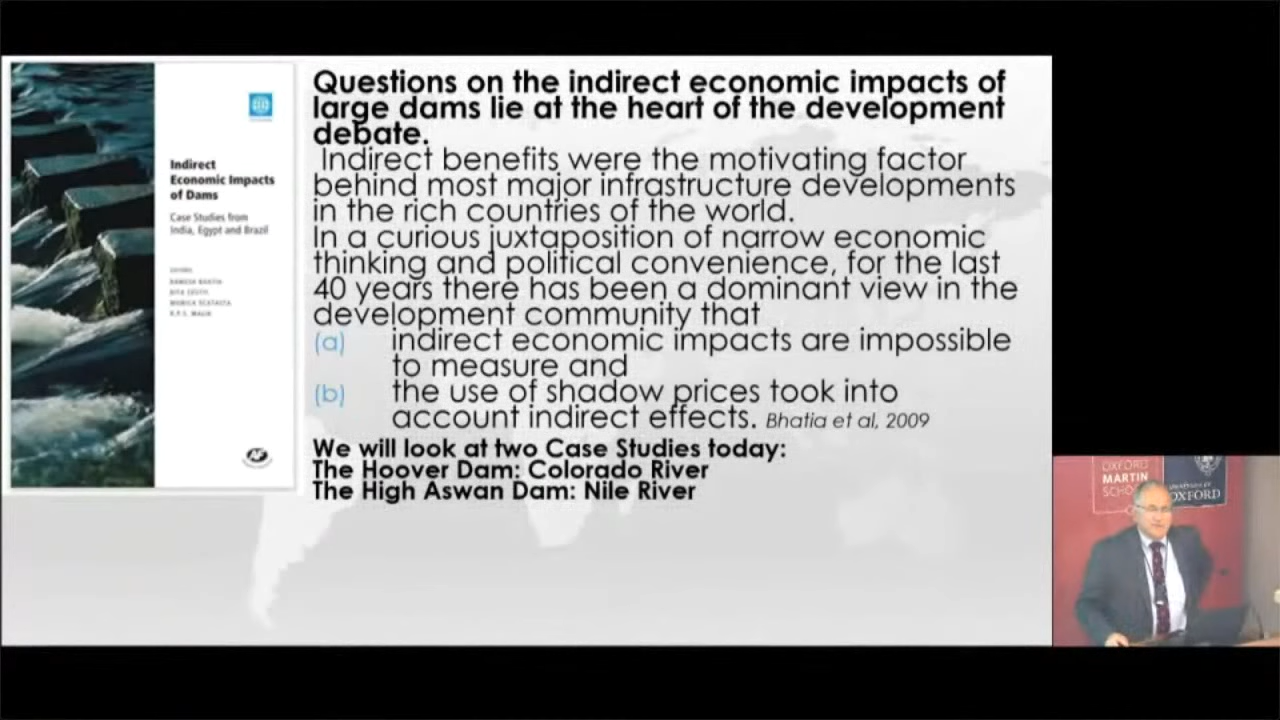 Questions on the indirect economic impacts of
large dams lie at the heart of the development
debate.
Indirect benefits were the motivating factor
behind most major infrastructure developments
in the rich countries of the world.
In a curious juxtaposition of narrow economic
thinking and political convenience, for the last
40 years there has been a dominant view in the
development community that
(a) indirect economic impacts are impossible
to measure and
(b) the use of shadow prices took into
account indirect effects. Bhatia et al, 2009
We will look at two Case Studies today:
The Hoover Dam: Colorado River
The High Aswan Dam: Nile River
Indirect
Economic Impacts
of Dams
Case Studies from
India, Egypt and Brazil
R.P.S. MALIK
AF
OXFORD
MARTIN
OXFORD